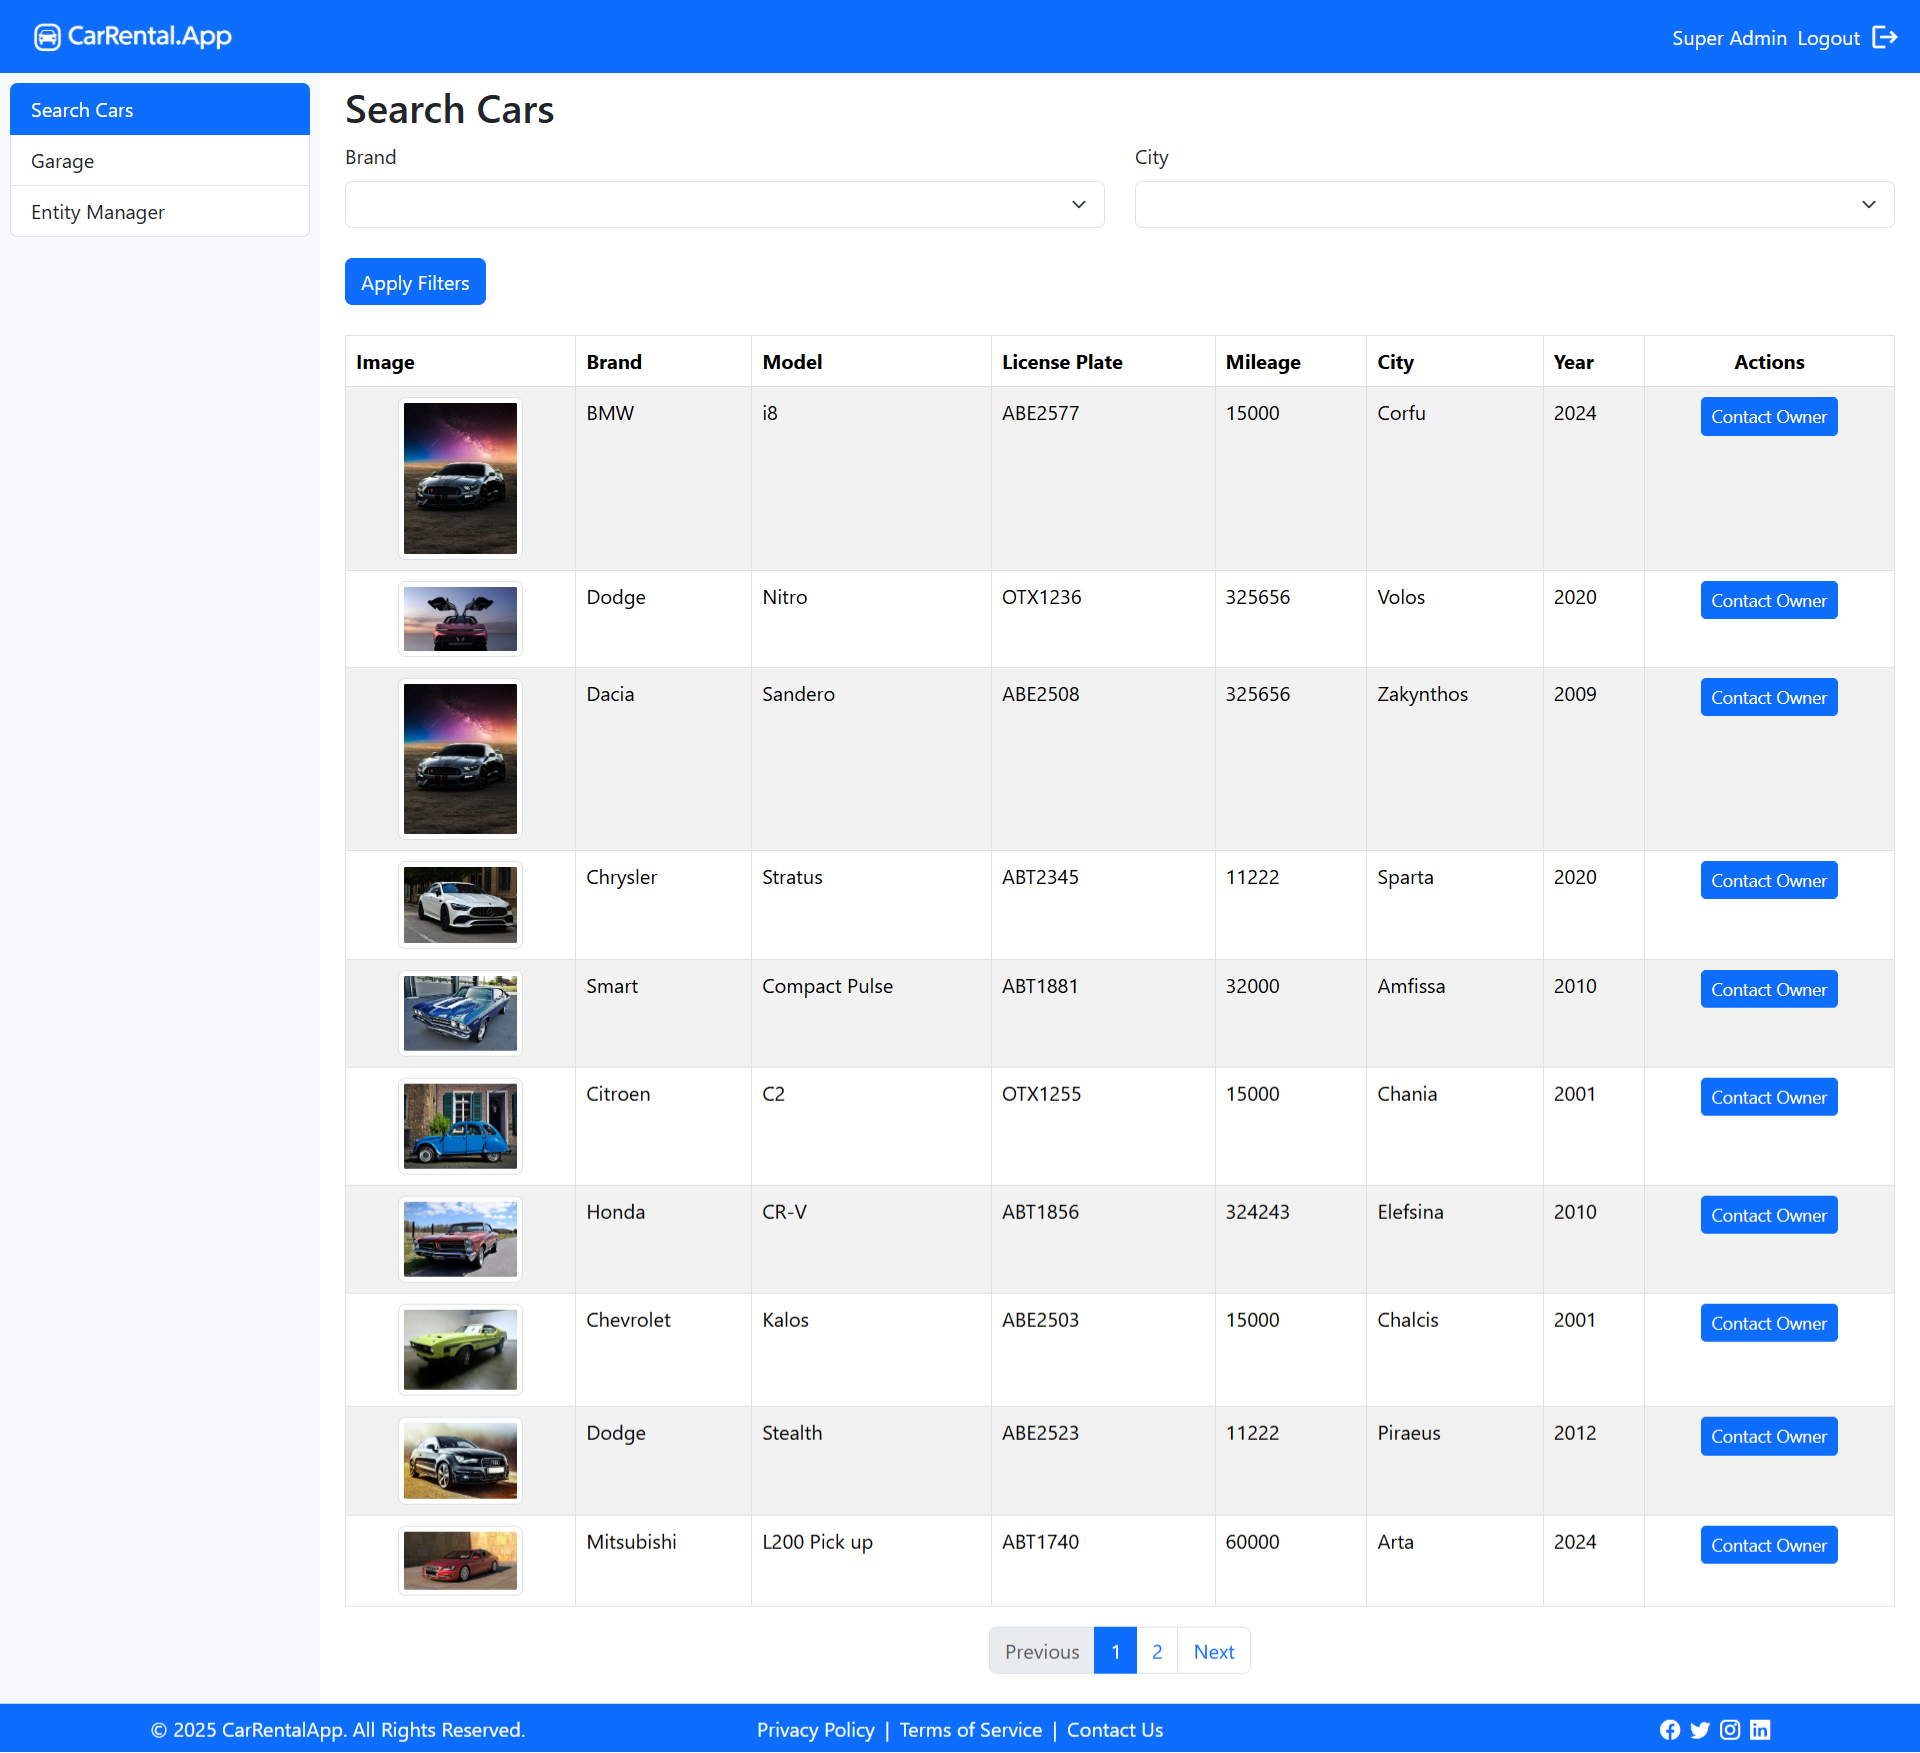 CarRental.App
Super Admin Logout
Search Cars
Garage
Entity Manager
Search Cars
Brand City
Apply Filters
Image Brand Model License Plate Mileage City Year Actions
BMW i8 ABE2577 15000 Corfu 2024 Contact Owner
Dodge Nitro OTX1236 325656 Volos 2020 Contact Owner
Dacia Sandero ABE2508 325656 Zakynthos 2009 Contact Owner
Chrysler Stratus ABT2345 11222 Sparta 2020 Contact Owner
Smart Compact Pulse ABT1881 32000 Amfissa 2010 Contact Owner
Citroen C2 OTX1255 15000 Chania 2001 Contact Owner
Honda CR-V ABT1856 324243 Elefsina 2010 Contact Owner
Chevrolet Kalos ABE2503 15000 Chalcis 2001 Contact Owner
Dodge Stealth ABE2523 11222 Piraeus 2012 Contact Owner
Mitsubishi L200 Pick up ABT1740 60000 Arta 2024 Contact Owner
Previous 1 2 Next
© 2025 CarRentalApp. All Rights Reserved. Privacy Policy | Terms of Service | Contact Us